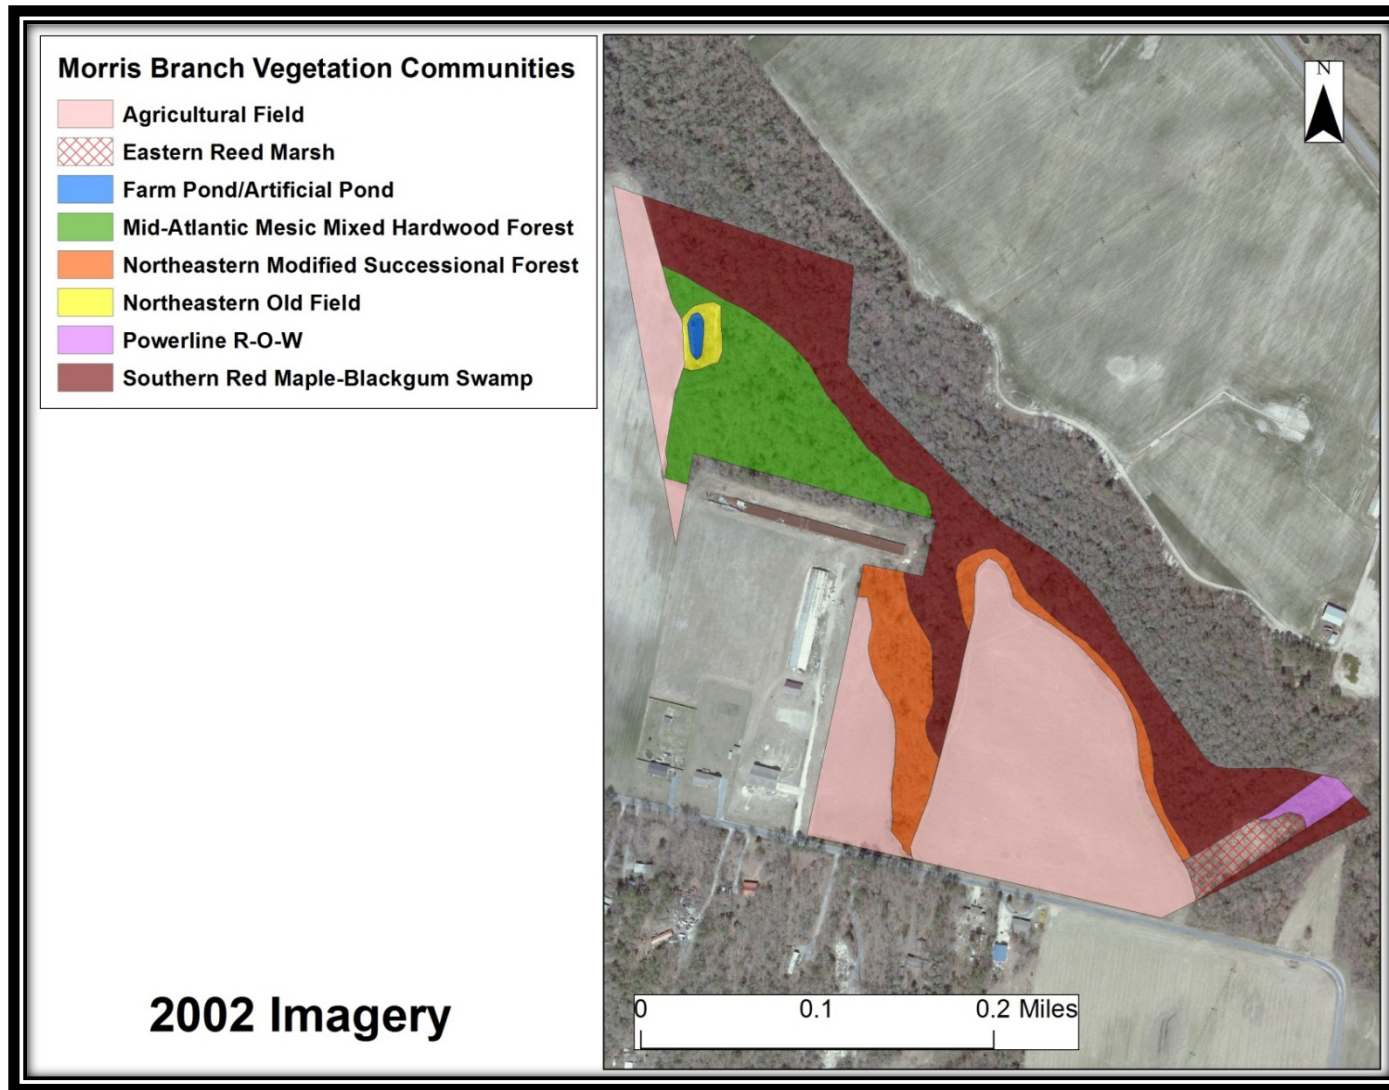 Morris Branch Vegetation Communities
Agricultural Field
Eastern Reed Marsh
Farm Pond/Artificial Pond
Mid-Atlantic Mesic Mixed Hardwood Forest
Northeastern Modified Successional Forest
Northeastern Old Field
Powerline R-O-W
Southern Red Maple-Blackgum Swamp
N
2002 Imagery
0 0.1 0.2 Miles